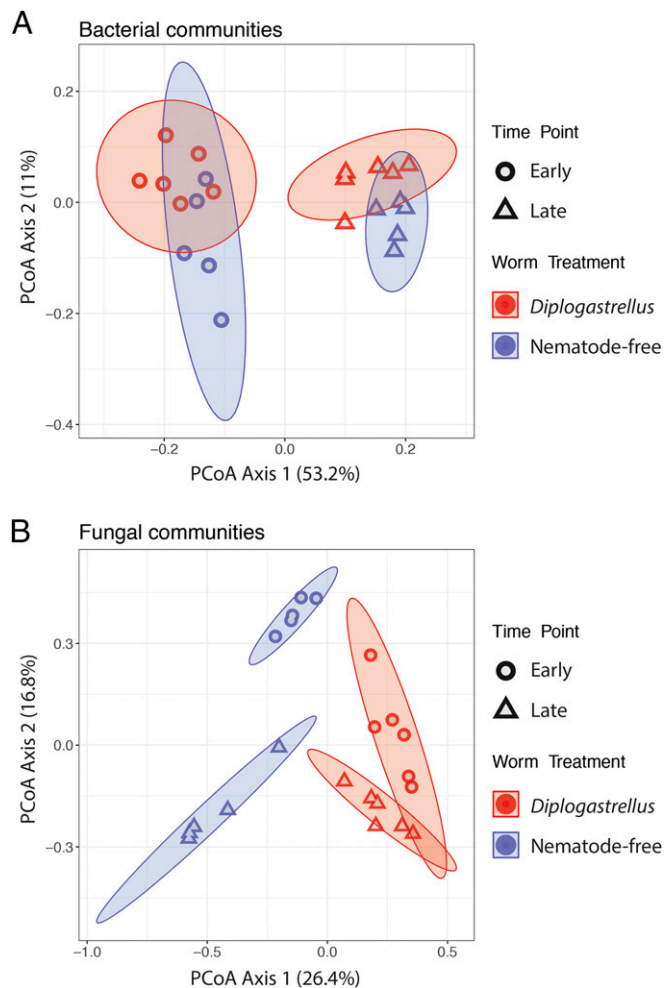 A
Bacterial communities
0.2
0.0
−0.2
−0.4
PCoA Axis 2 (11%)
−0.2
0.0
0.2
PCoA Axis 1 (53.2%)
Time Point
Early
Late
Worm Treatment
Diplogastrellus
Nematode-free
B
Fungal communities
0.3
0.0
−0.3
PCoA Axis 2 (16.8%)
−1.0
−0.5
0.0
0.5
PCoA Axis 1 (26.4%)
Time Point
Early
Late
Worm Treatment
Diplogastrellus
Nematode-free